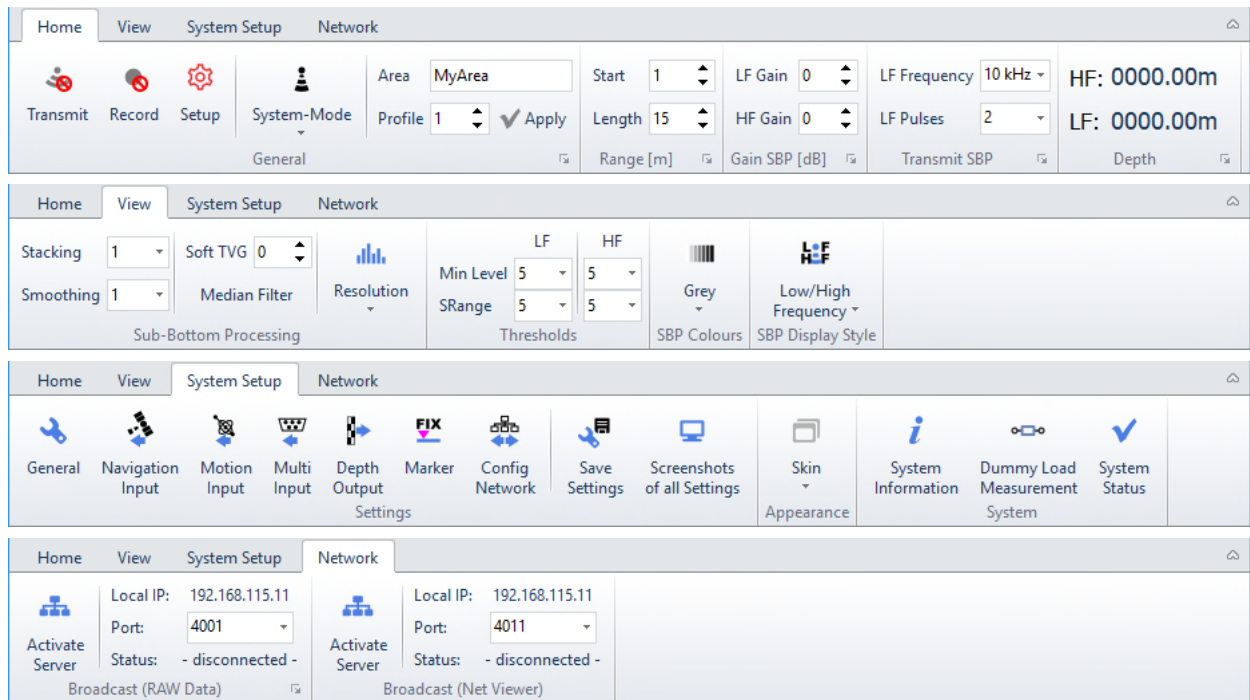 Home View System Setup Network
Area MyArea Start 1 LF Gain 0 LF Frequency 10 kHz HF: 0000.00m
Transmit Record Setup System-Mode Profile 1 Apply Length 15 HF Gain 0 LF Pulses 2 LF: 0000.00m
General Range [m] Gain SBP [dB] Transmit SBP Depth
Home View System Setup Network
LF HF
Stacking 1 Soft TVG 0
Min Level 5 5
Smoothing 1 Median Filter Resolution Grey Low/High
SRange 5 5 Frequency
Sub-Bottom Processing Thresholds SBP Colours SBP Display Style
Home View System Setup Network
FIX
General Navigation Motion Multi Depth Marker Config Save Screenshots Skin System Dummy Load System
Input Input Input Output Network Settings of all Settings Information Measurement Status
Settings Appearance System
Home View System Setup Network
Local IP: 192.168.115.11 Local IP: 192.168.115.11
Port: 4001 Port: 4011
Activate Activate
Server Status: - disconnected - Server Status: - disconnected -
Broadcast (RAW Data) Broadcast (Net Viewer)